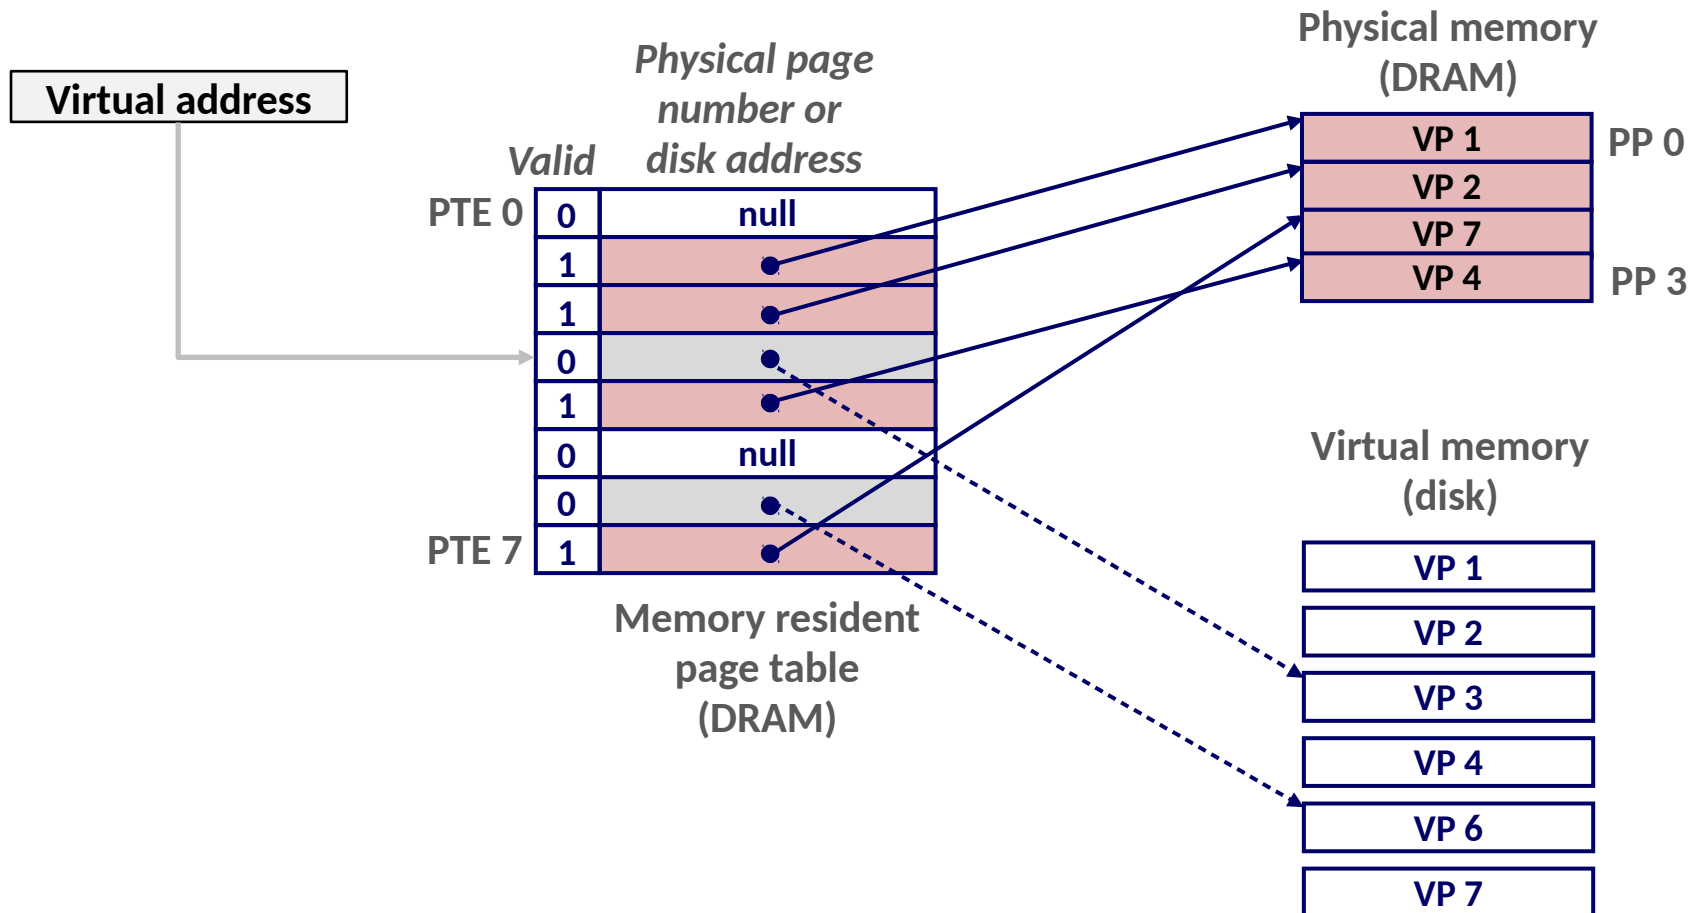 Virtual address
Physical page
number or
disk address
Valid
PTE 0
0
null
1
1
0
1
0
null
0
PTE 7
1
Memory resident
page table
(DRAM)
Physical memory
(DRAM)
VP 1
PP 0
VP 2
VP 7
VP 4
PP 3
Virtual memory
(disk)
VP 1
VP 2
VP 3
VP 4
VP 6
VP 7